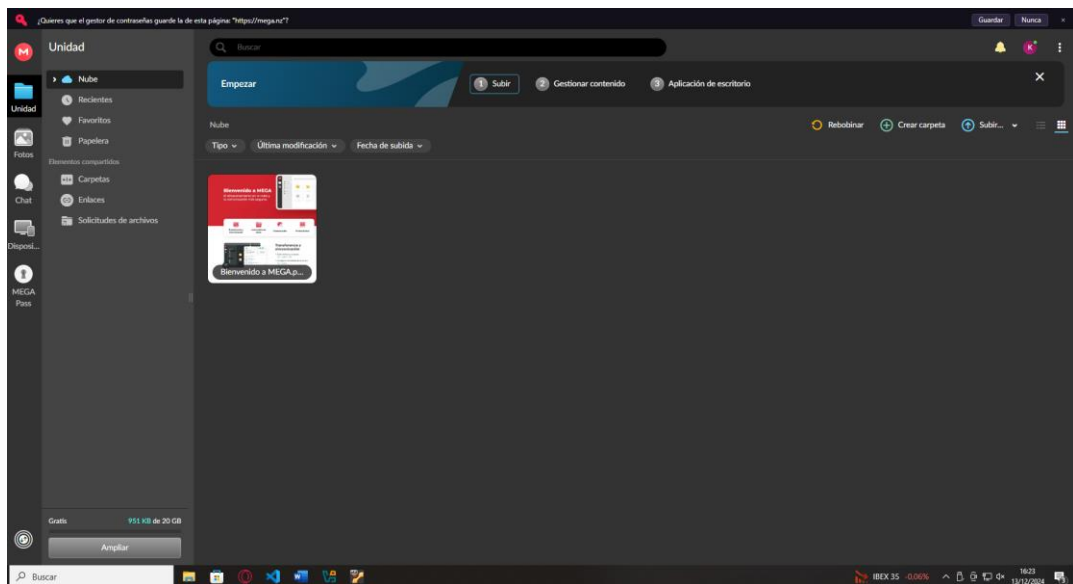 ¿Quieres que el gestor de contraseñas guarde la de esta página: "https://mega.nz"?
Guardar
Nunca
Unidad
Buscar
K
Unidad
Fotos
Chat
Disposi...
MEGA
Pass
Nube
Recientes
Favoritos
Papelera
Elementos compartidos
Carpetas
Enlaces
Solicitudes de archivos
Empezar
1 Subir
2 Gestionar contenido
3 Aplicación de escritorio
Nube
Rebobinar
Crear carpeta
Subir...
Tipo
Última modificación
Fecha de subida
Bienvenido a MEGA
Bienvenido a MEGA.p...
Gratis
951 KB de 20 GB
Ampliar
Buscar
IBEX 35 -0,06%
16:23
13/12/2024